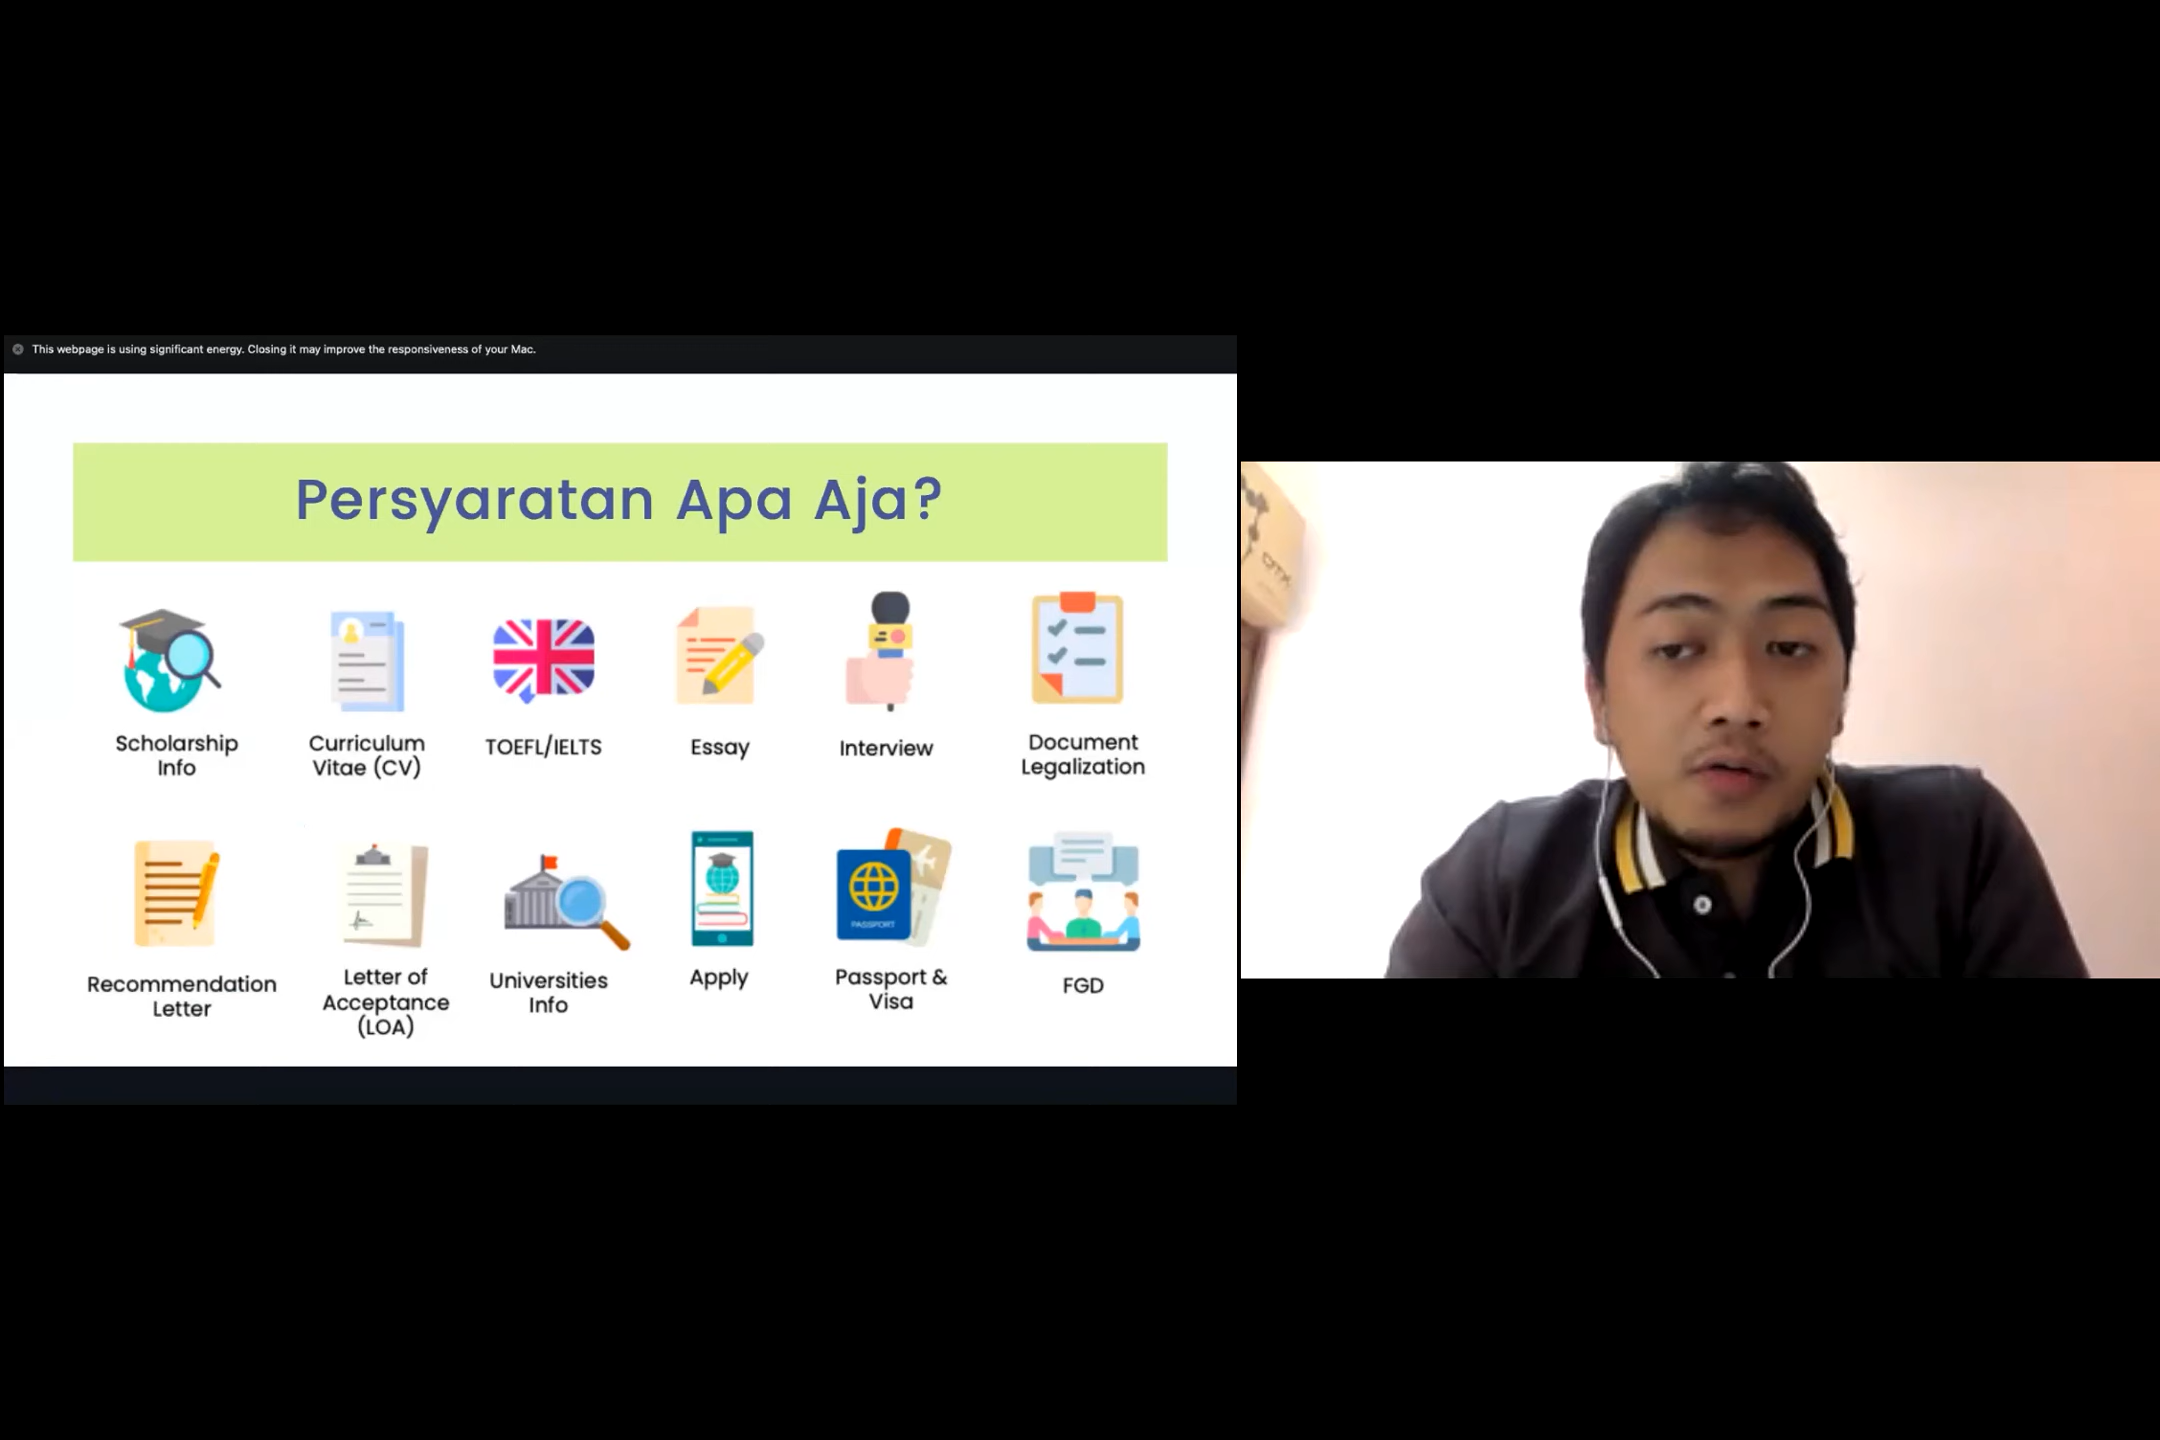 This webpage is using significant energy. Closing it may improve the responsiveness of your Mac.
Persyaratan Apa Aja?
Scholarship
Info
Curriculum
Vitae (CV)
TOEFL/IELTS
Essay
Interview
Document
Legalization
Recommendation
Letter
Letter of
Acceptance
(LOA)
Universities
Info
Apply
PASSPORT
Passport &
Visa
FGD